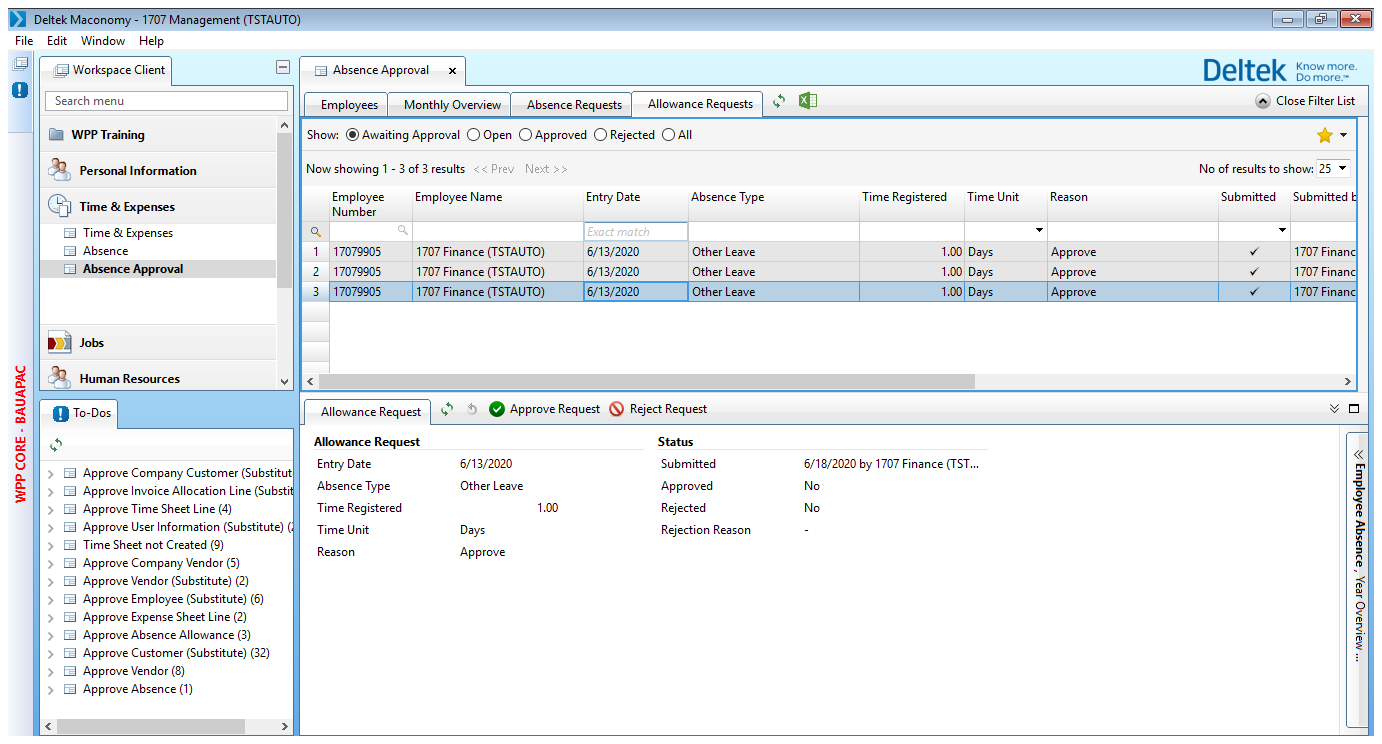 Deltek Maconomy - 1707 Management (TSTAUTO)
File Edit Window Help
WPP CORE - BAUAPAC
Workspace Client
Search menu
WPP Training
Personal Information
Time & Expenses
Time & Expenses
Absence
Absence Approval
Jobs
Human Resources
To-Dos
Approve Company Customer (Substitut
Approve Invoice Allocation Line (Substit
Approve Time Sheet Line (4)
Approve User Information (Substitute) (
Time Sheet not Created (9)
Approve Company Vendor (5)
Approve Vendor (Substitute) (2)
Approve Employee (Substitute) (6)
Approve Expense Sheet Line (2)
Approve Absence Allowance (3)
Approve Customer (Substitute) (32)
Approve Vendor (8)
Approve Absence (1)
Absence Approval x
Deltek Know more. Do more.™
Employees Monthly Overview Absence Requests Allowance Requests Close Filter List
Show: Awaiting Approval Open Approved Rejected All
Now showing 1 - 3 of 3 results << Prev Next >> No of results to show: 25
Employee Number Employee Name Entry Date Absence Type Time Registered Time Unit Reason Submitted Submitted b
Exact match
1 17079905 1707 Finance (TSTAUTO) 6/13/2020 Other Leave 1.00 Days Approve ✓ 1707 Financ
2 17079905 1707 Finance (TSTAUTO) 6/13/2020 Other Leave 1.00 Days Approve ✓ 1707 Financ
3 17079905 1707 Finance (TSTAUTO) 6/13/2020 Other Leave 1.00 Days Approve ✓ 1707 Financ
Allowance Request Approve Request Reject Request
Allowance Request Status
Entry Date 6/13/2020 Submitted 6/18/2020 by 1707 Finance (TST...
Absence Type Other Leave Approved No
Time Registered 1.00 Rejected No
Time Unit Days Rejection Reason -
Reason Approve
Employee Absence , Year Overview ...